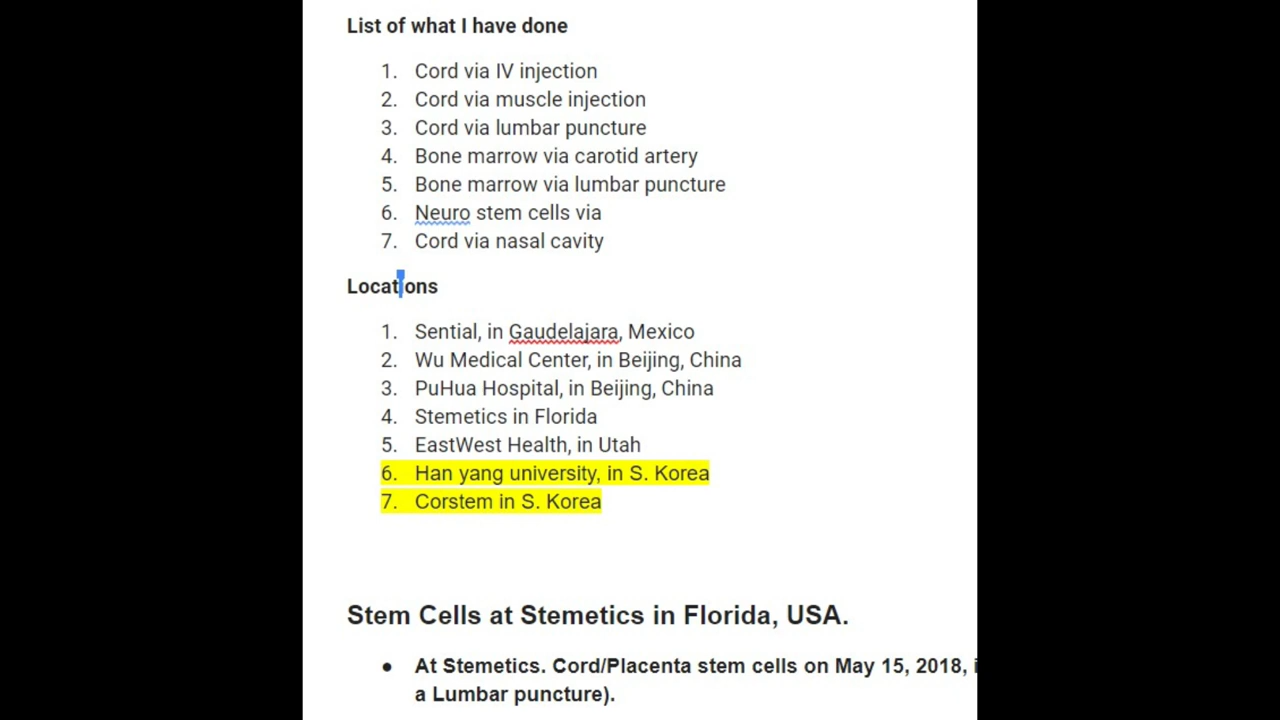 List of what I have done
1. Cord via IV injection
2. Cord via muscle injection
3. Cord via lumbar puncture
4. Bone marrow via carotid artery
5. Bone marrow via lumbar puncture
6. Neuro stem cells via
7. Cord via nasal cavity
Locations
1. Sential, in Gaudelajara, Mexico
2. Wu Medical Center, in Beijing, China
3. PuHua Hospital, in Beijing, China
4. Stemetics in Florida
5. EastWest Health, in Utah
6. Han yang university, in S. Korea
7. Corstem in S. Korea
Stem Cells at Stemetics in Florida, USA.
● At Stemetics. Cord/Placenta stem cells on May 15, 2018,
a Lumbar puncture).